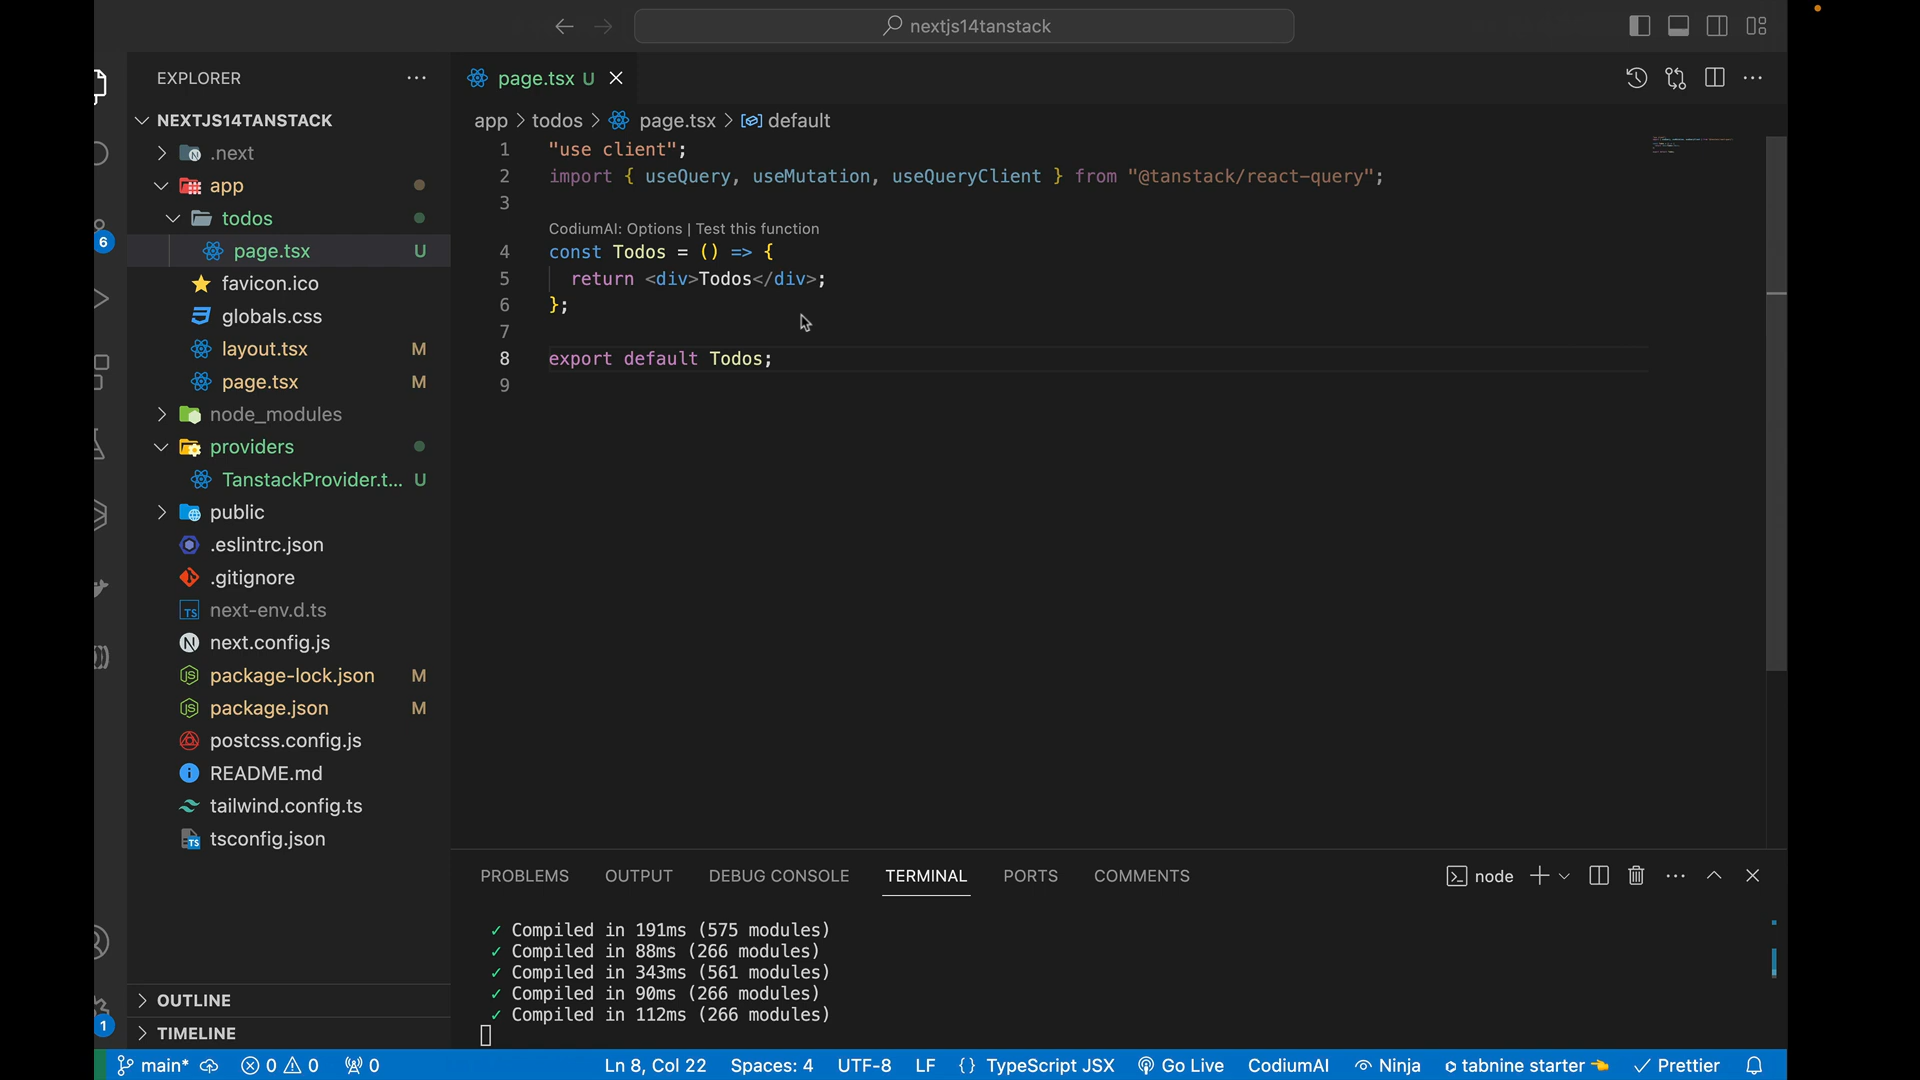 nextjs14tanstack
EXPLORER
NEXTJS14TANSTACK
.next
app
todos
page.tsx U
favicon.ico
globals.css
layout.tsx M
page.tsx M
node_modules
providers
TanstackProvider.t... U
public
.eslintrc.json
.gitignore
next-env.d.ts
next.config.js
package-lock.json M
package.json M
postcss.config.js
README.md
tailwind.config.ts
tsconfig.json
OUTLINE
TIMELINE
6
1
page.tsx U
app > todos > page.tsx > default
1 "use client";
2 import { useQuery, useMutation, useQueryClient } from "@tanstack/react-query";
3
CodiumAI: Options | Test this function
4 const Todos = () => {
5 return <div>Todos</div>;
6 };
7
8 export default Todos;
9
PROBLEMS OUTPUT DEBUG CONSOLE TERMINAL PORTS COMMENTS node
✓ Compiled in 191ms (575 modules)
✓ Compiled in 88ms (266 modules)
✓ Compiled in 343ms (561 modules)
✓ Compiled in 90ms (266 modules)
✓ Compiled in 112ms (266 modules)
main* 0 0 0 Ln 8, Col 22 Spaces: 4 UTF-8 LF {} TypeScript JSX Go Live CodiumAI Ninja tabnine starter Prettier